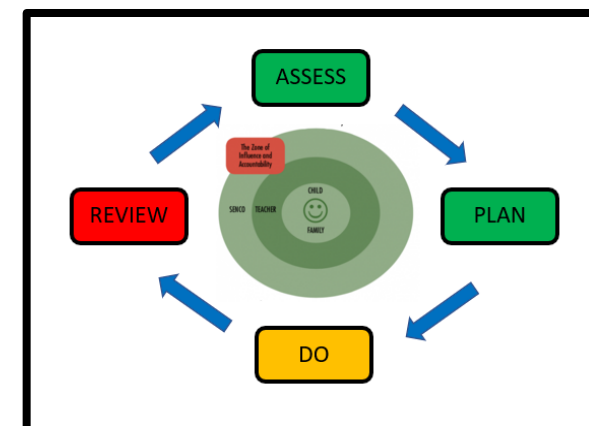 ASSESS
The Zone of
Influence and
Accountability
CHILD
REVIEW
SENCO TEACHER
PLAN
FAMILY
DO